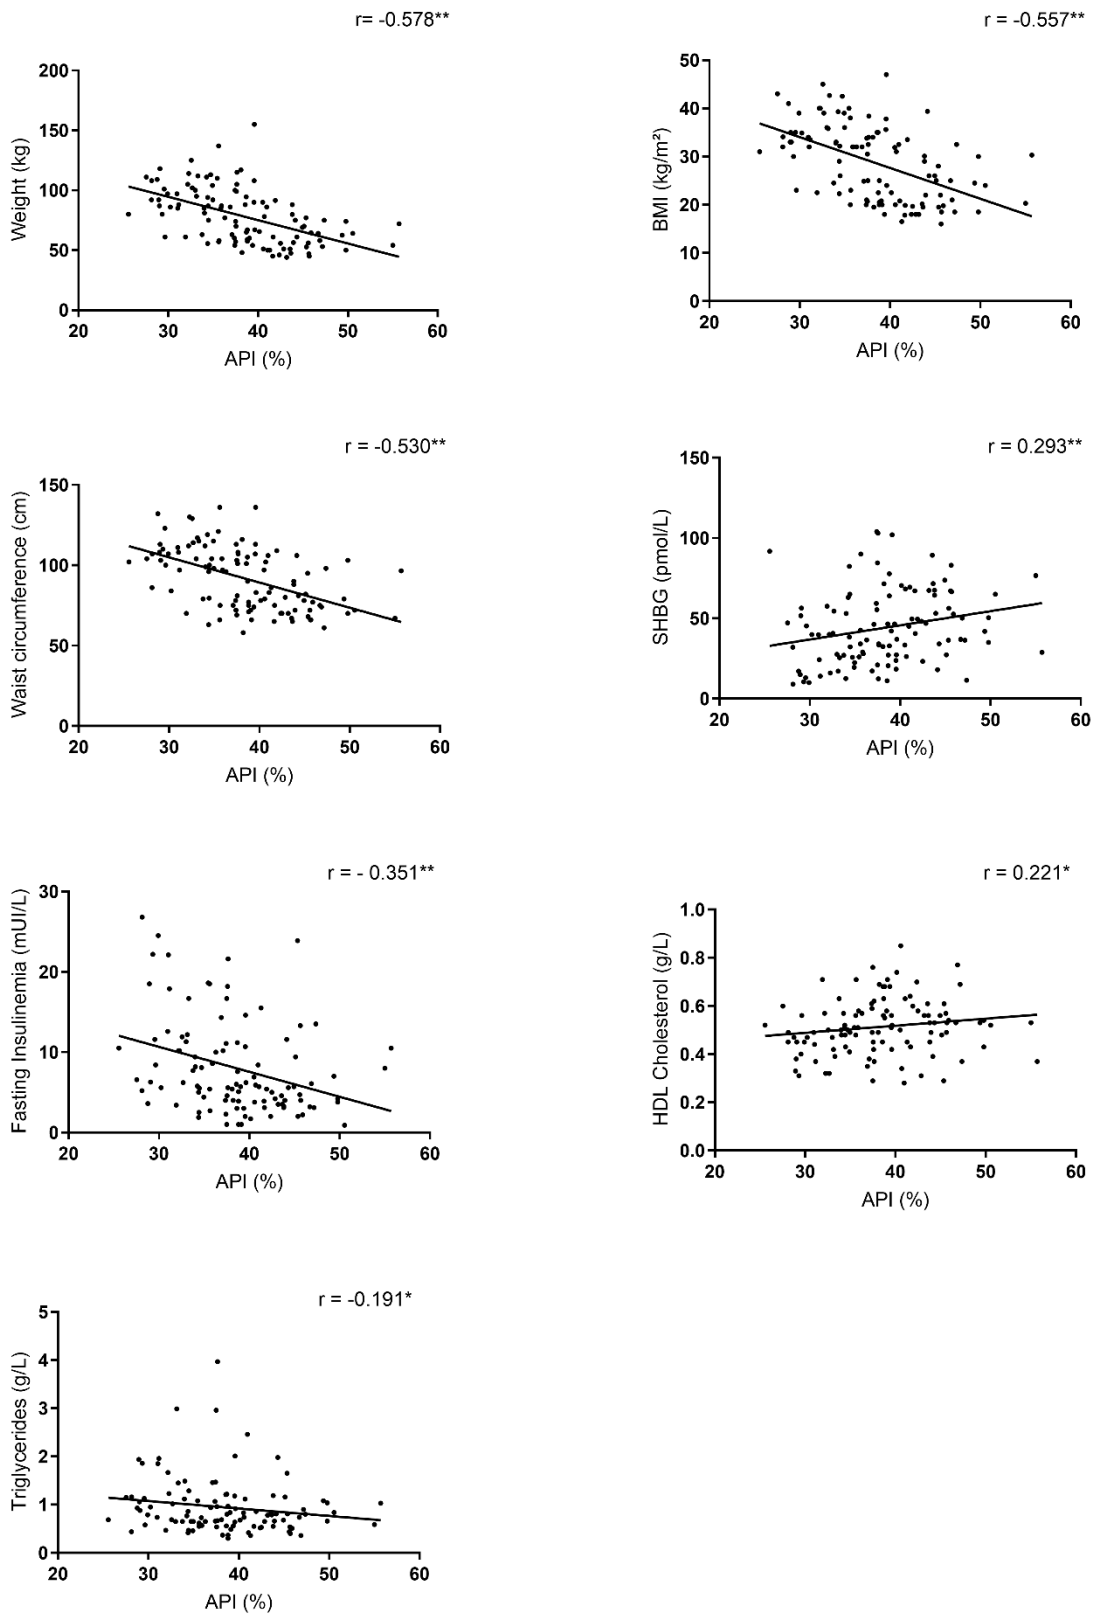 r= -0.578**
Weight (kg)
200
150
100
50
0
20 30 40 50 60
API (%)
r = -0.557**
BMI (kg/m²)
50
40
30
20
10
0
20 30 40 50 60
API (%)
r = -0.530**
Waist circumference (cm)
150
100
50
0
20 30 40 50 60
API (%)
r = 0.293**
SHBG (pmol/L)
150
100
50
0
20 30 40 50 60
API (%)
r = - 0.351**
Fasting Insulinemia (mUI/L)
30
20
10
0
20 30 40 50 60
API (%)
r = 0.221*
HDL Cholesterol (g/L)
1.0
0.8
0.6
0.4
0.2
0.0
20 30 40 50 60
API (%)
r = -0.191*
Triglycerides (g/L)
5
4
3
2
1
0
20 30 40 50 60
API (%)